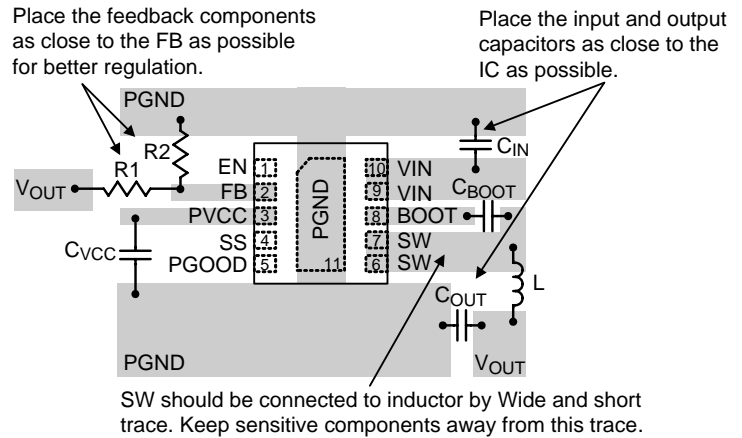 Place the feedback components
as close to the FB as possible
for better regulation.
Place the input and output
capacitors as close to the
IC as possible.
PGND
R2
R1
VOUT
CIN
EN 1
FB 2
PVCC 3
SS 4
PGOOD 5
PGND
11
10 VIN
9 VIN
8 BOOT
7 SW
6 SW
CBOOT
CVCC
L
COUT
PGND
VOUT
SW should be connected to inductor by Wide and short
trace. Keep sensitive components away from this trace.